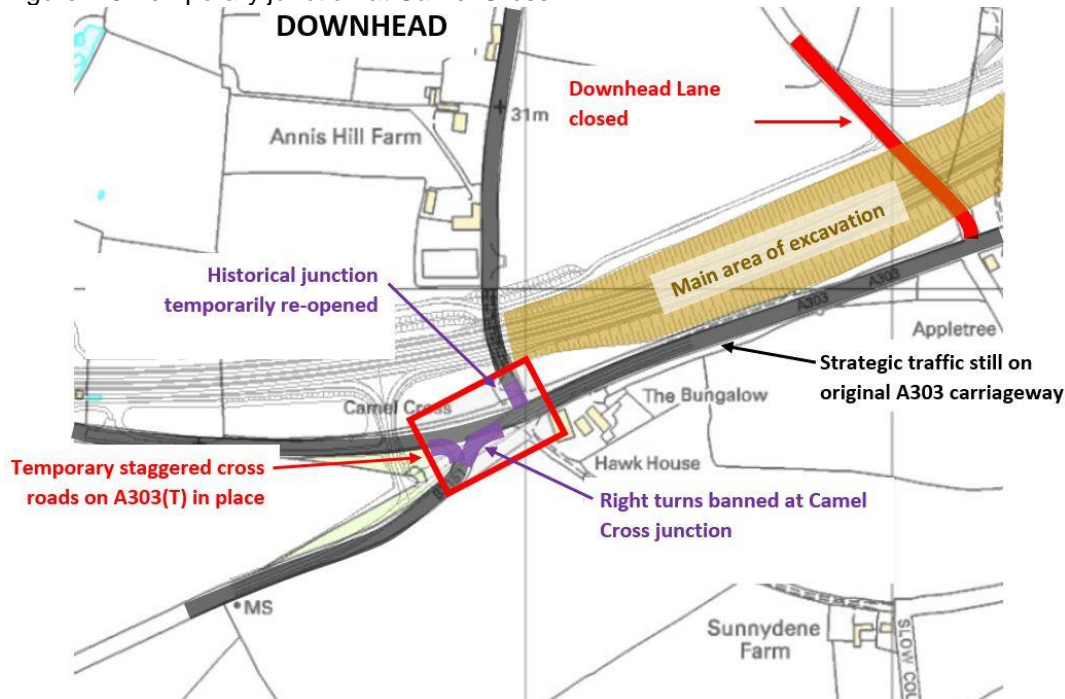 DOWNHEAD
Downhead Lane
closed
31m
Annis Hill Farm
Main area of excavation
Historical junction
temporarily re-opened
A303
A303
Appletree
Strategic traffic still on
original A303 carriageway
Camel Cross
The Bungalow
Temporary staggered cross
roads on A303(T) in place
Hawk House
Right turns banned at Camel
Cross junction
MS
Sunnydene
Farm
SLOW COU